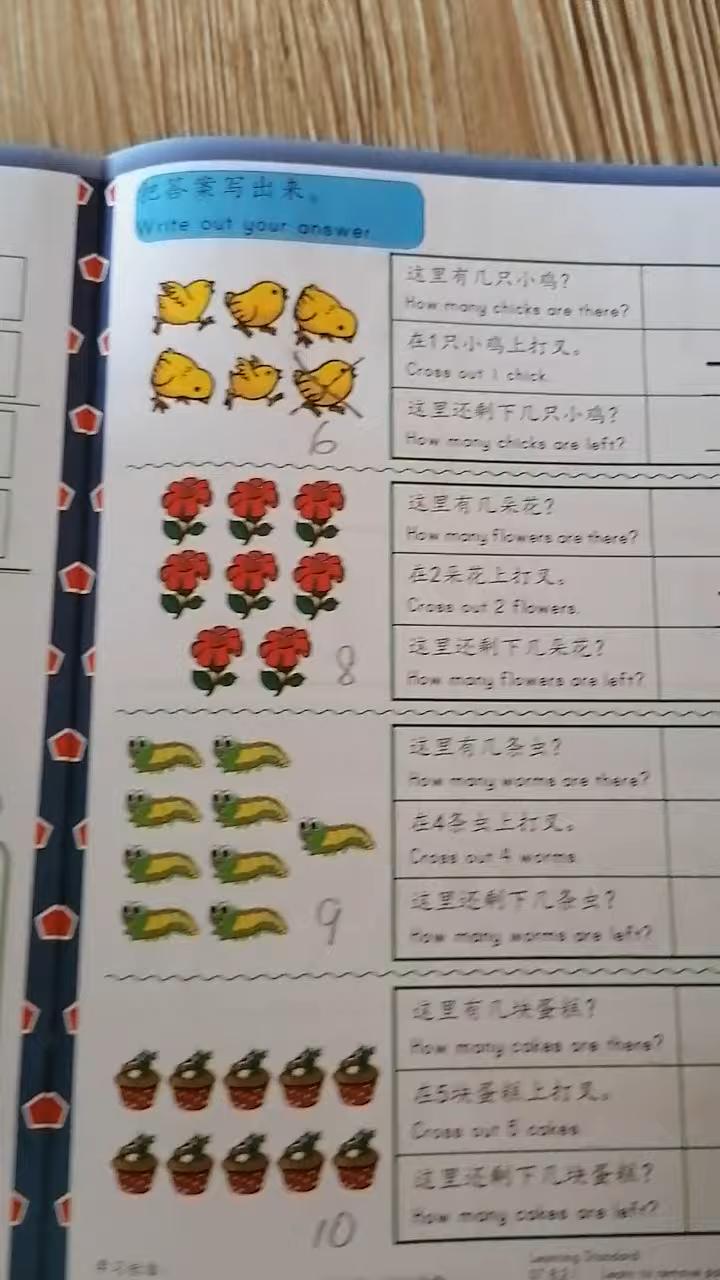 把答案写出来。
Write out your answer.
这里有几只小鸡?
How many chicks are there?
在1只小鸡上打叉。
Cross out 1 chick.
这里还剩下几只小鸡?
How many chicks are left?
6
这里有几朵花?
How many flowers are there?
在2朵花上打叉。
Cross out 2 flowers.
这里还剩下几朵花?
How many flowers are left?
8
这里有几条虫?
How many worms are there?
在4条虫上打叉。
Cross out 4 worms.
这里还剩下几条虫?
How many worms are left?
9
这里有几块蛋糕?
How many cakes are there?
在5块蛋糕上打叉。
Cross out 5 cakes.
这里还剩下几块蛋糕?
How many cakes are left?
10
Learning Standard